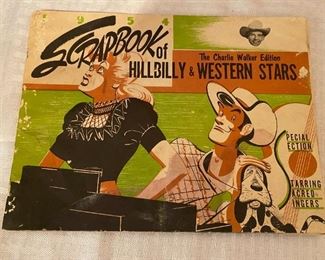 1954
SCRAPBOOK of
The Charlie Walker Edition
HILLBILLY & WESTERN STARS
PECIAL
ECTION
TARRING
ACRED
INGERS